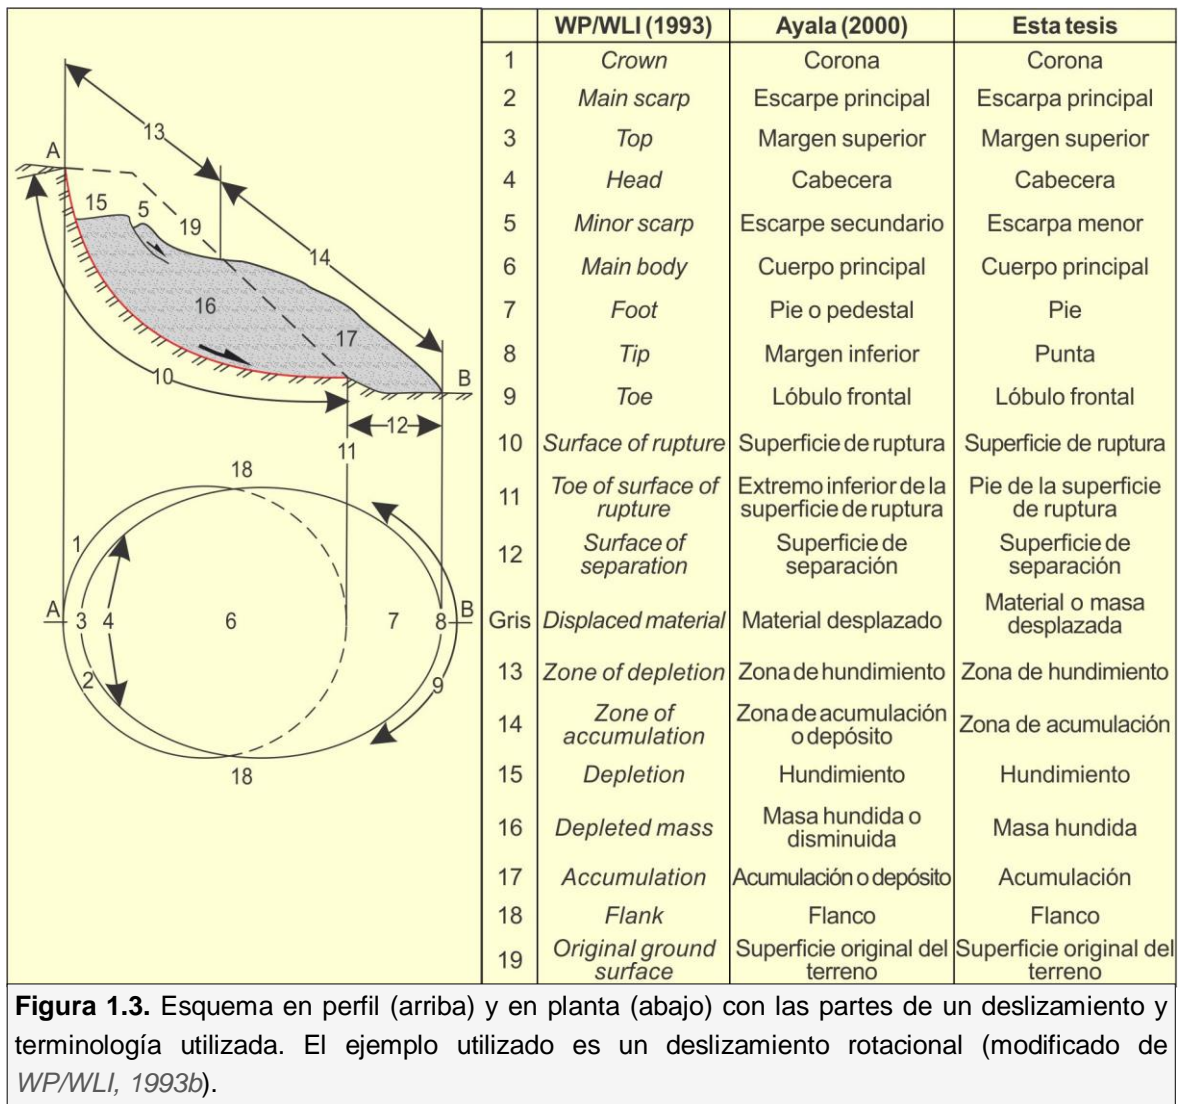 WP/WLI (1993) Ayala (2000) Esta tesis
1 Crown Corona Corona
2 Main scarp Escarpe principal Escarpa principal
3 Top Margen superior Margen superior
4 Head Cabecera Cabecera
5 Minor scarp Escarpe secundario Escarpa menor
6 Main body Cuerpo principal Cuerpo principal
7 Foot Pie o pedestal Pie
8 Tip Margen inferior Punta
9 Toe Lóbulo frontal Lóbulo frontal
10 Surface of rupture Superficie de ruptura Superficie de ruptura
11 Toe of surface of rupture Extremo inferior de la superficie de ruptura Pie de la superficie de ruptura
12 Surface of separation Superficie de separación Superficie de separación
Gris Displaced material Material desplazado Material o masa desplazada
13 Zone of depletion Zona de hundimiento Zona de hundimiento
14 Zone of accumulation Zona de acumulación o depósito Zona de acumulación
15 Depletion Hundimiento Hundimiento
16 Depleted mass Masa hundida o disminuida Masa hundida
17 Accumulation Acumulación o depósito Acumulación
18 Flank Flanco Flanco
19 Original ground surface Superficie original del terreno Superficie original del terreno
13
A
15 5 19
14
16
17
10
B
12
11
18
1
A 3 4 6 7 8 B
2
9
18
Figura 1.3. Esquema en perfil (arriba) y en planta (abajo) con las partes de un deslizamiento y
terminología utilizada. El ejemplo utilizado es un deslizamiento rotacional (modificado de
WP/WLI, 1993b).